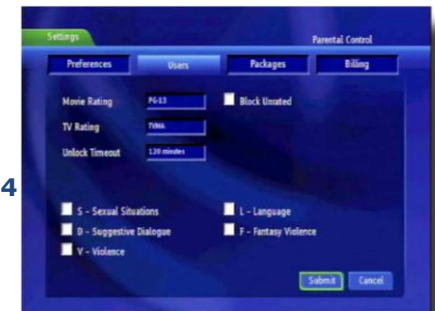 Settings
Parental Control
Preferences Users Packages Billing
Movie Rating PG-13 Block Unrated
TV Rating TVMA
Unlock Timeout 120 minutes
4
S - Sexual Situations L - Language
D - Suggestive Dialogue F - Fantasy Violence
V - Violence
Submit Cancel